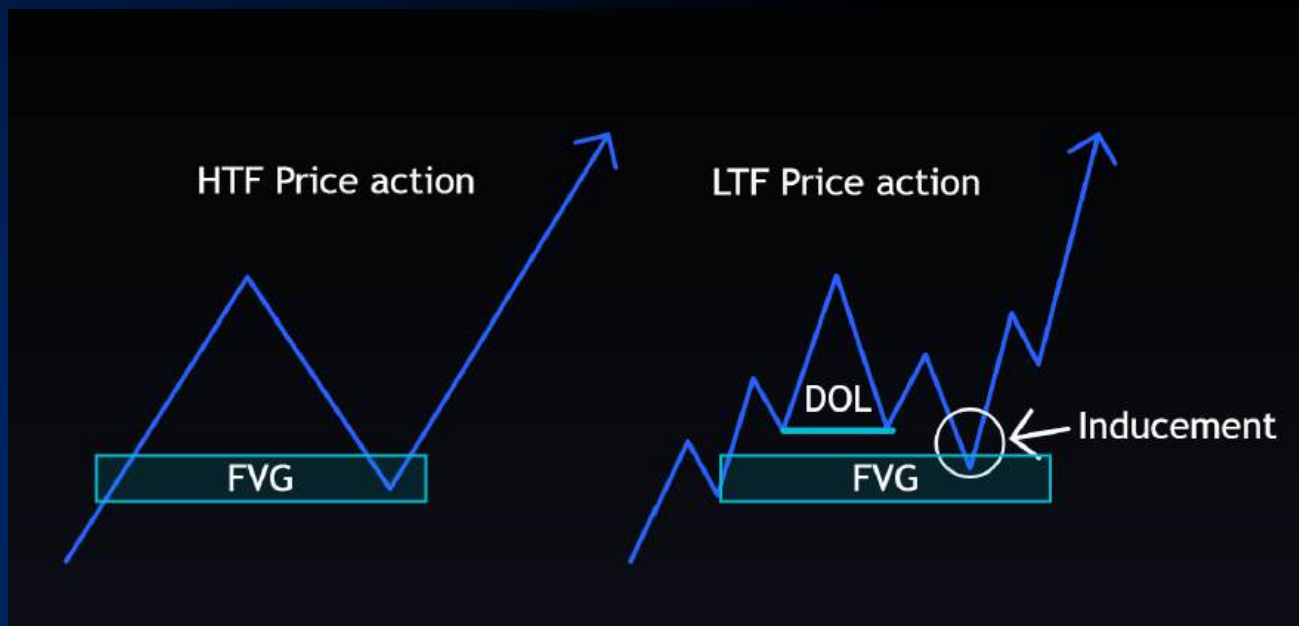 HTF Price action
FVG
LTF Price action
DOL
Inducement
FVG